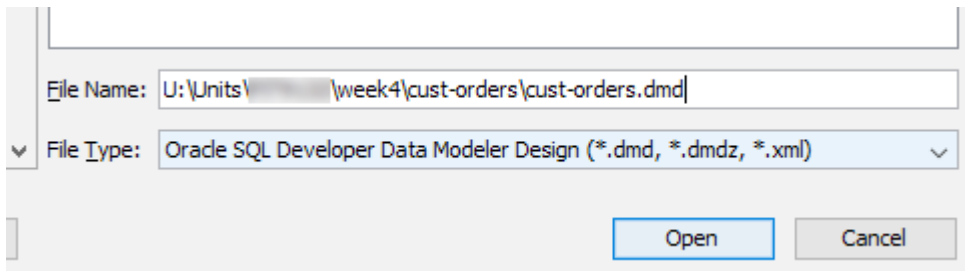 File Name: U:\Units\ \week4\cust-orders\cust-orders.dmd
File Type: Oracle SQL Developer Data Modeler Design (*.dmd, *.dmdz, *.xml)
Open Cancel